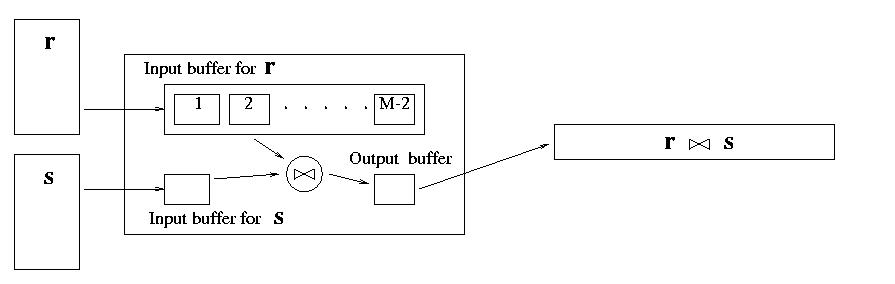 r
Input buffer for r
1 2 . . . . . M-2
r ⋈ s
Output buffer
s
⋈
Input buffer for s